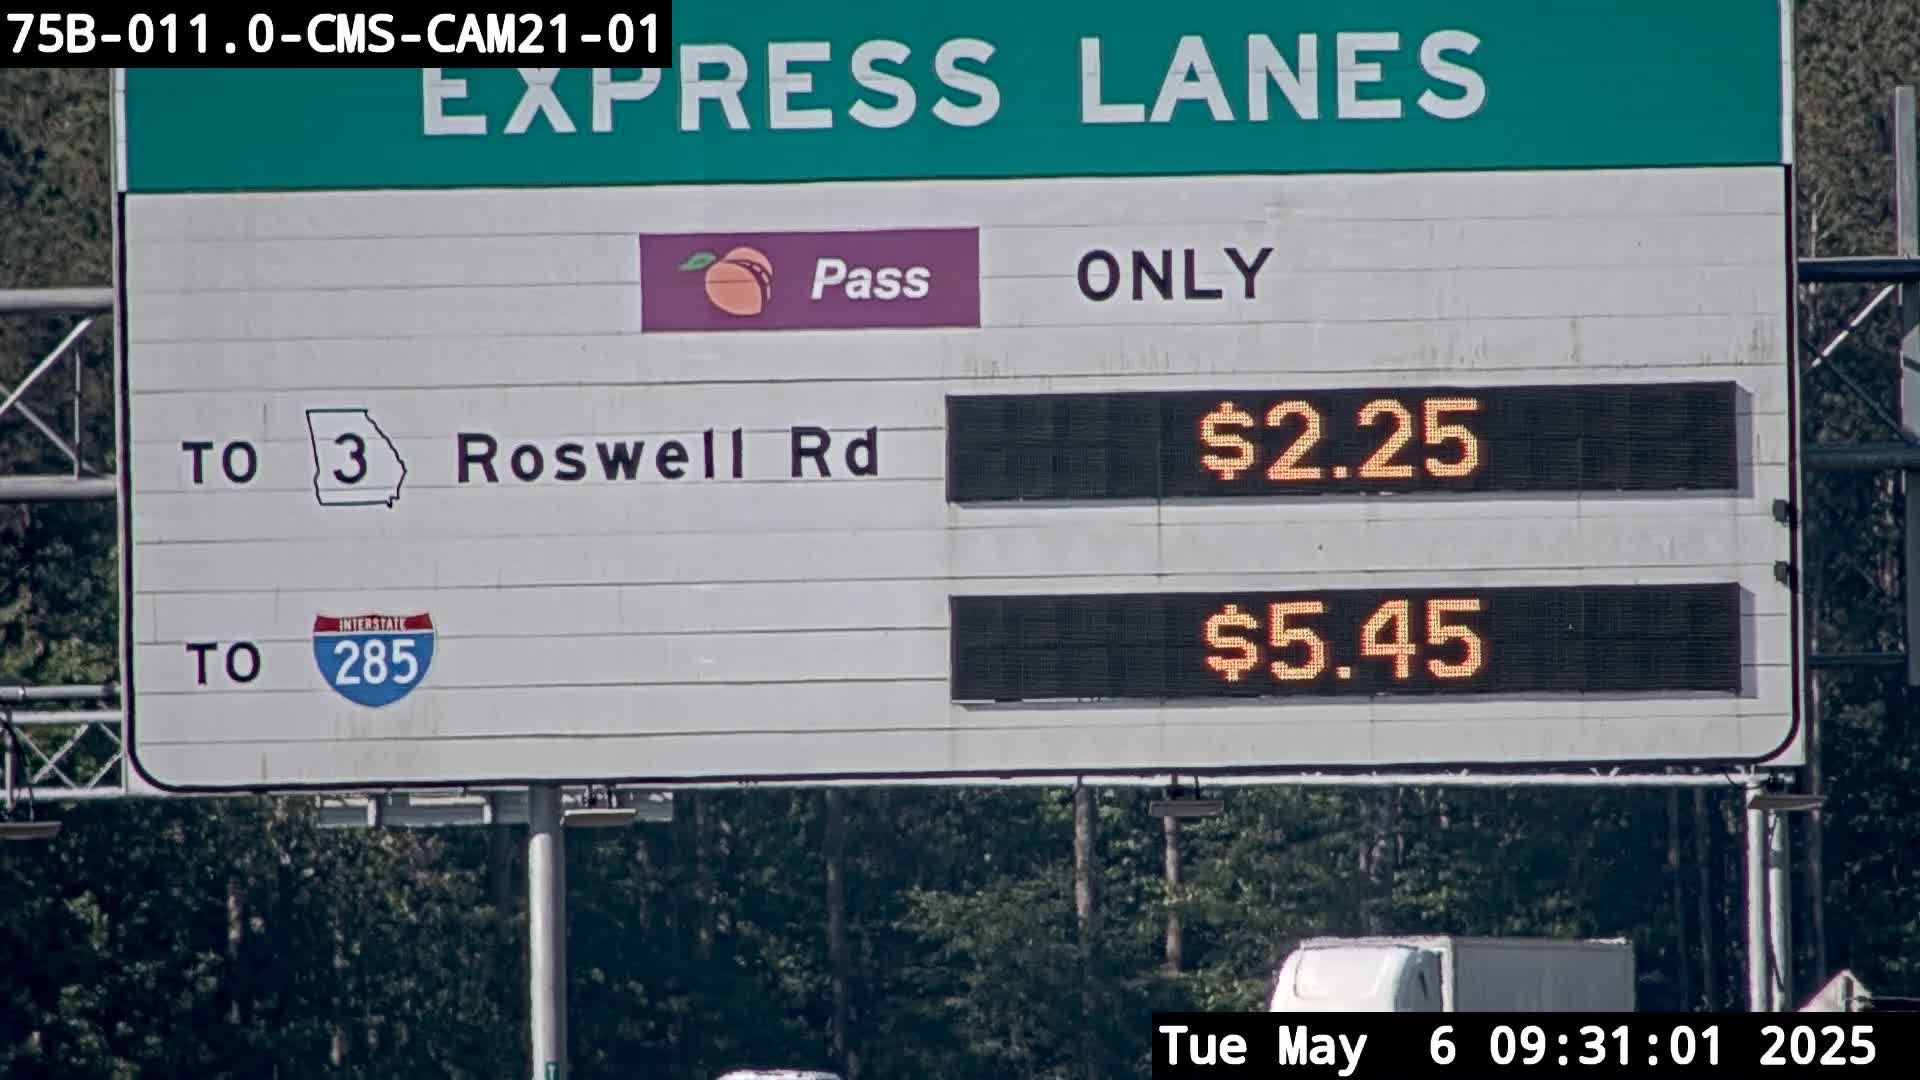 75B-011.0-CMS-CAM21-01
EXPRESS LANES
Pass ONLY
TO 3 Roswell Rd $2.25
INTERSTATE
TO 285 $5.45
Tue May 6 09:31:01 2025